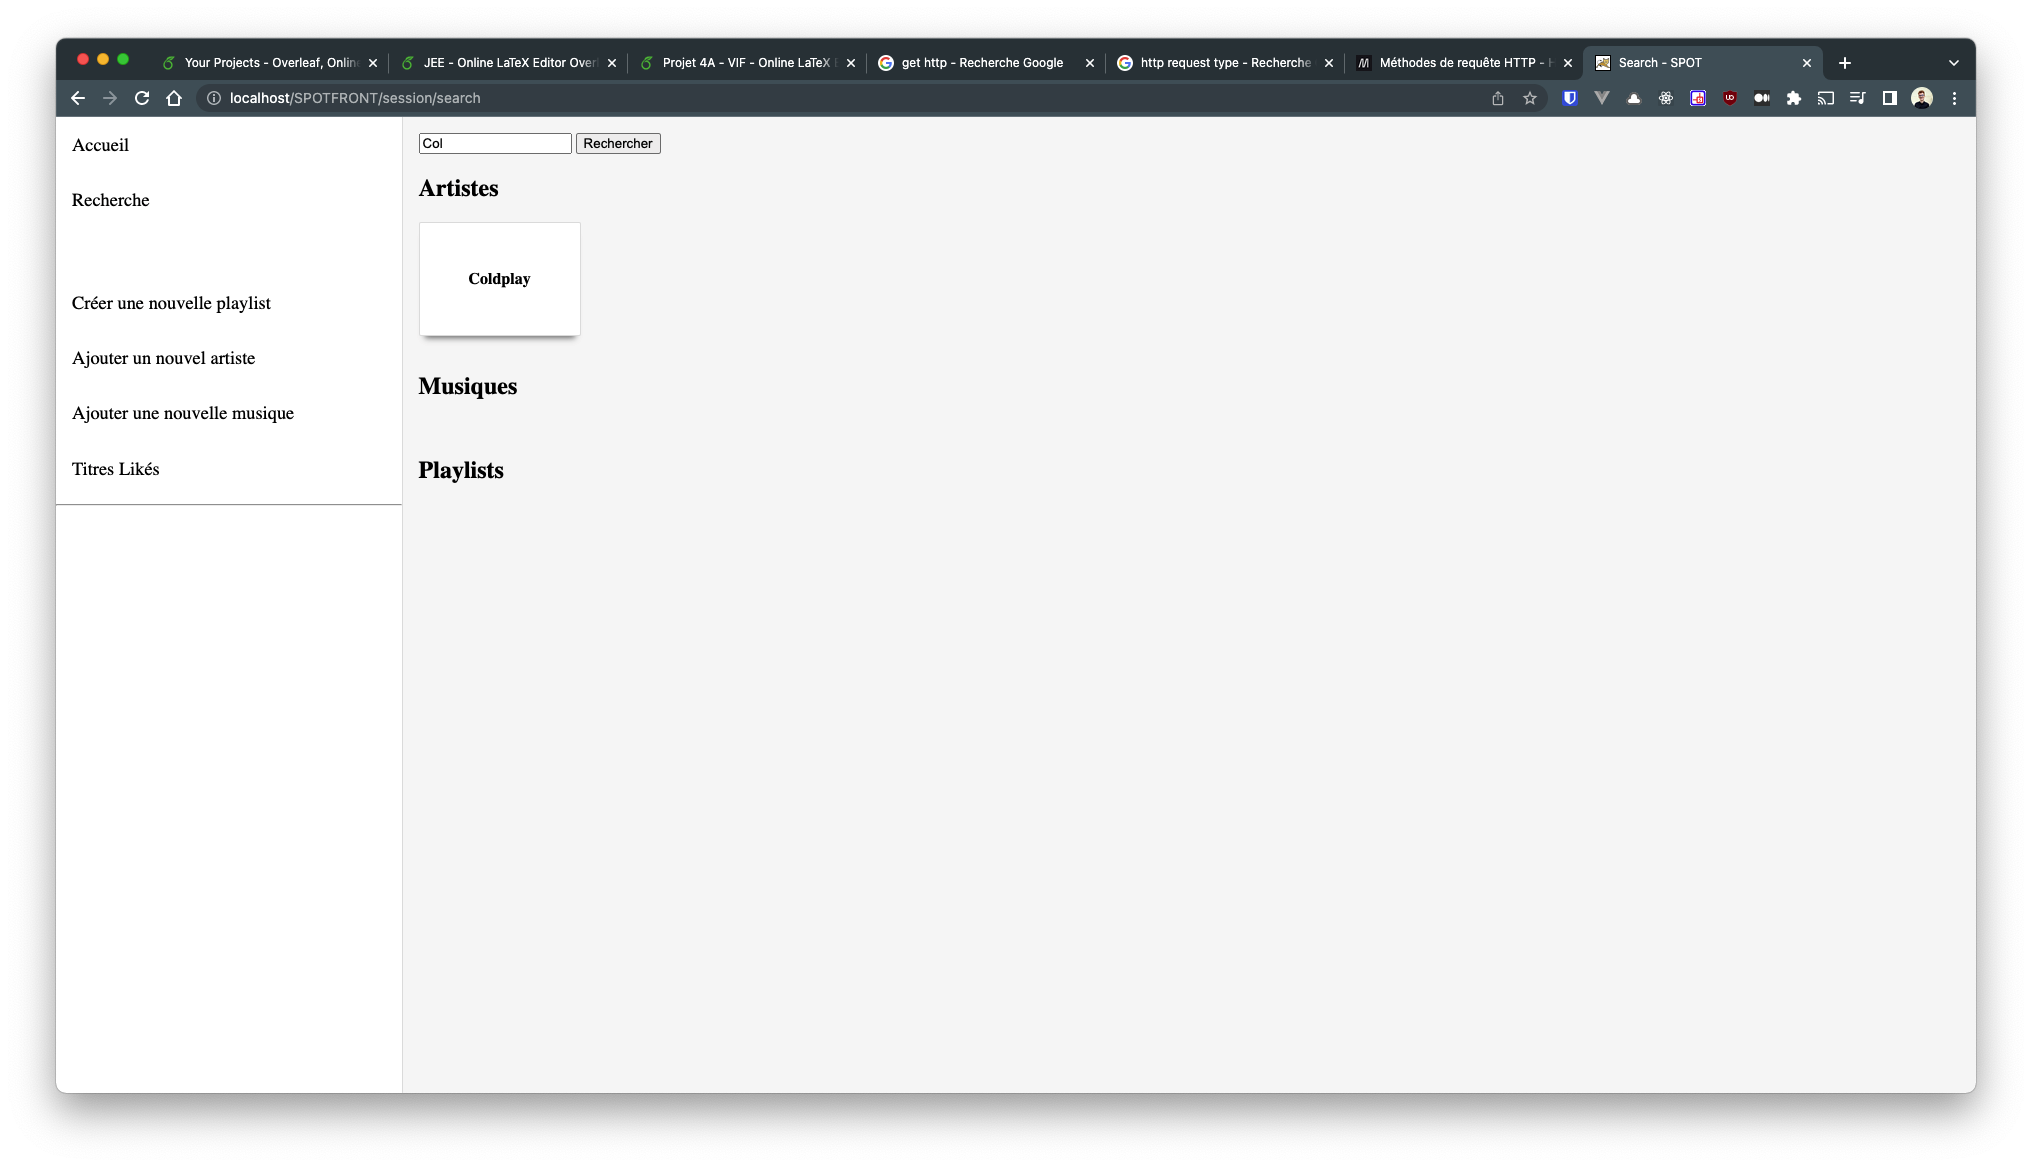 Your Projects - Overleaf, Onlin
JEE - Online LaTeX Editor Over
Projet 4A - VIF - Online LaTeX
get http - Recherche Google
http request type - Recherche
Méthodes de requête HTTP - H
Search - SPOT
localhost/SPOTFRONT/session/search
Accueil
Recherche
Créer une nouvelle playlist
Ajouter un nouvel artiste
Ajouter une nouvelle musique
Titres Likés
Col
Rechercher
Artistes
Coldplay
Musiques
Playlists